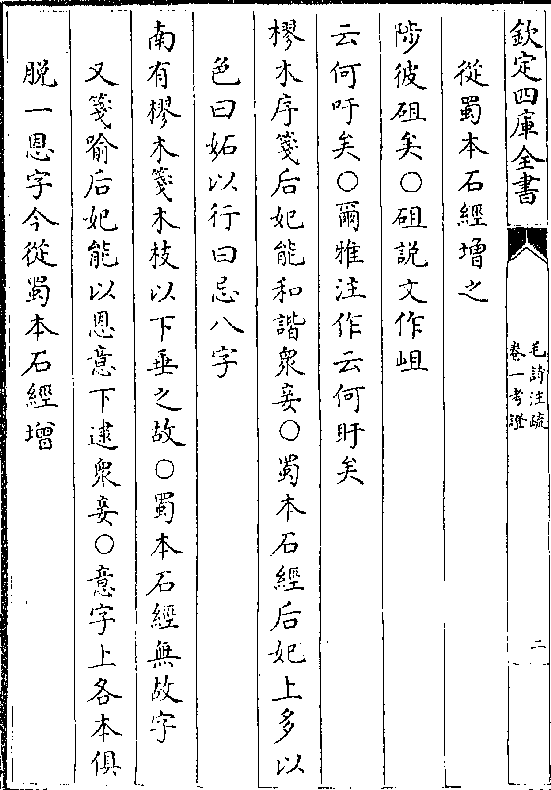 欽定四庫全書
毛詩注疏
卷一考證
二
從蜀本石經增之
陟彼砠矣○砠說文作岨
云何吁矣○爾雅注作云何盱矣
樛木序箋后妃能和諧衆妾○蜀本石經后妃上多以
色曰妬以行曰忌八字
南有樛木箋木枝以下垂之故○蜀本石經無故字
又箋喻后妃能以恩意下逮衆妾○意字上各本俱
脱一恩字今從蜀本石經增